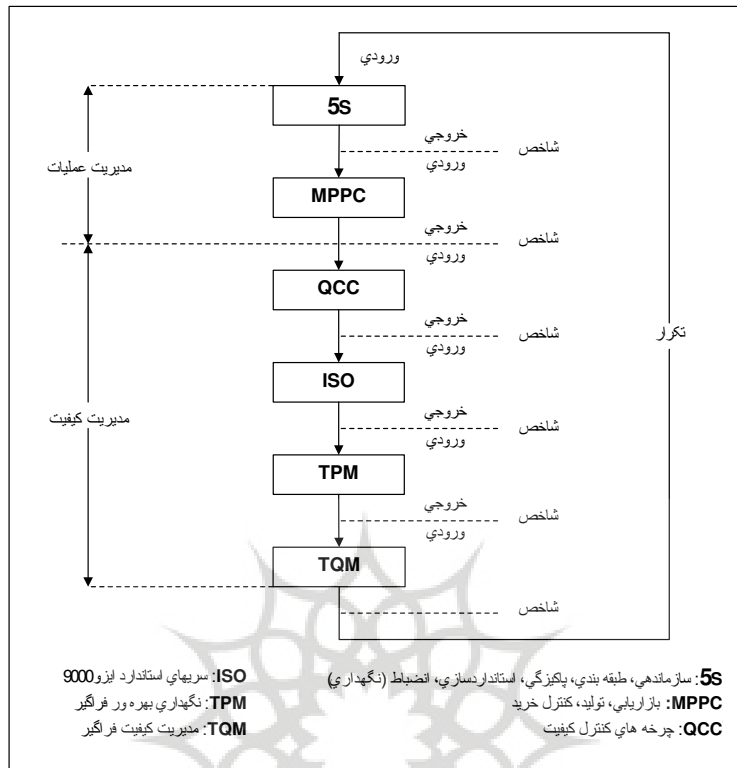 ورودي
5S
خروجي
ورودي
شاخص
مديريت عمليات
MPPC
خروجي
ورودي
شاخص
QCC
خروجي
ورودي
شاخص
تكرار
ISO
مديريت كيفيت
خروجي
ورودي
شاخص
TPM
خروجي
ورودي
شاخص
TQM
شاخص
5S: سازماندهي، طبقه بندي، پاكيزگي، استانداردسازي، انضباط (نگهداري)
MPPC: بازاريابي، توليد، كنترل خريد
QCC: چرخه هاي كنترل كيفيت
ISO: سريهاي استاندارد ايزو9000
TPM: نگهداري بهره ور فراگير
TQM: مديريت كيفيت فراگير